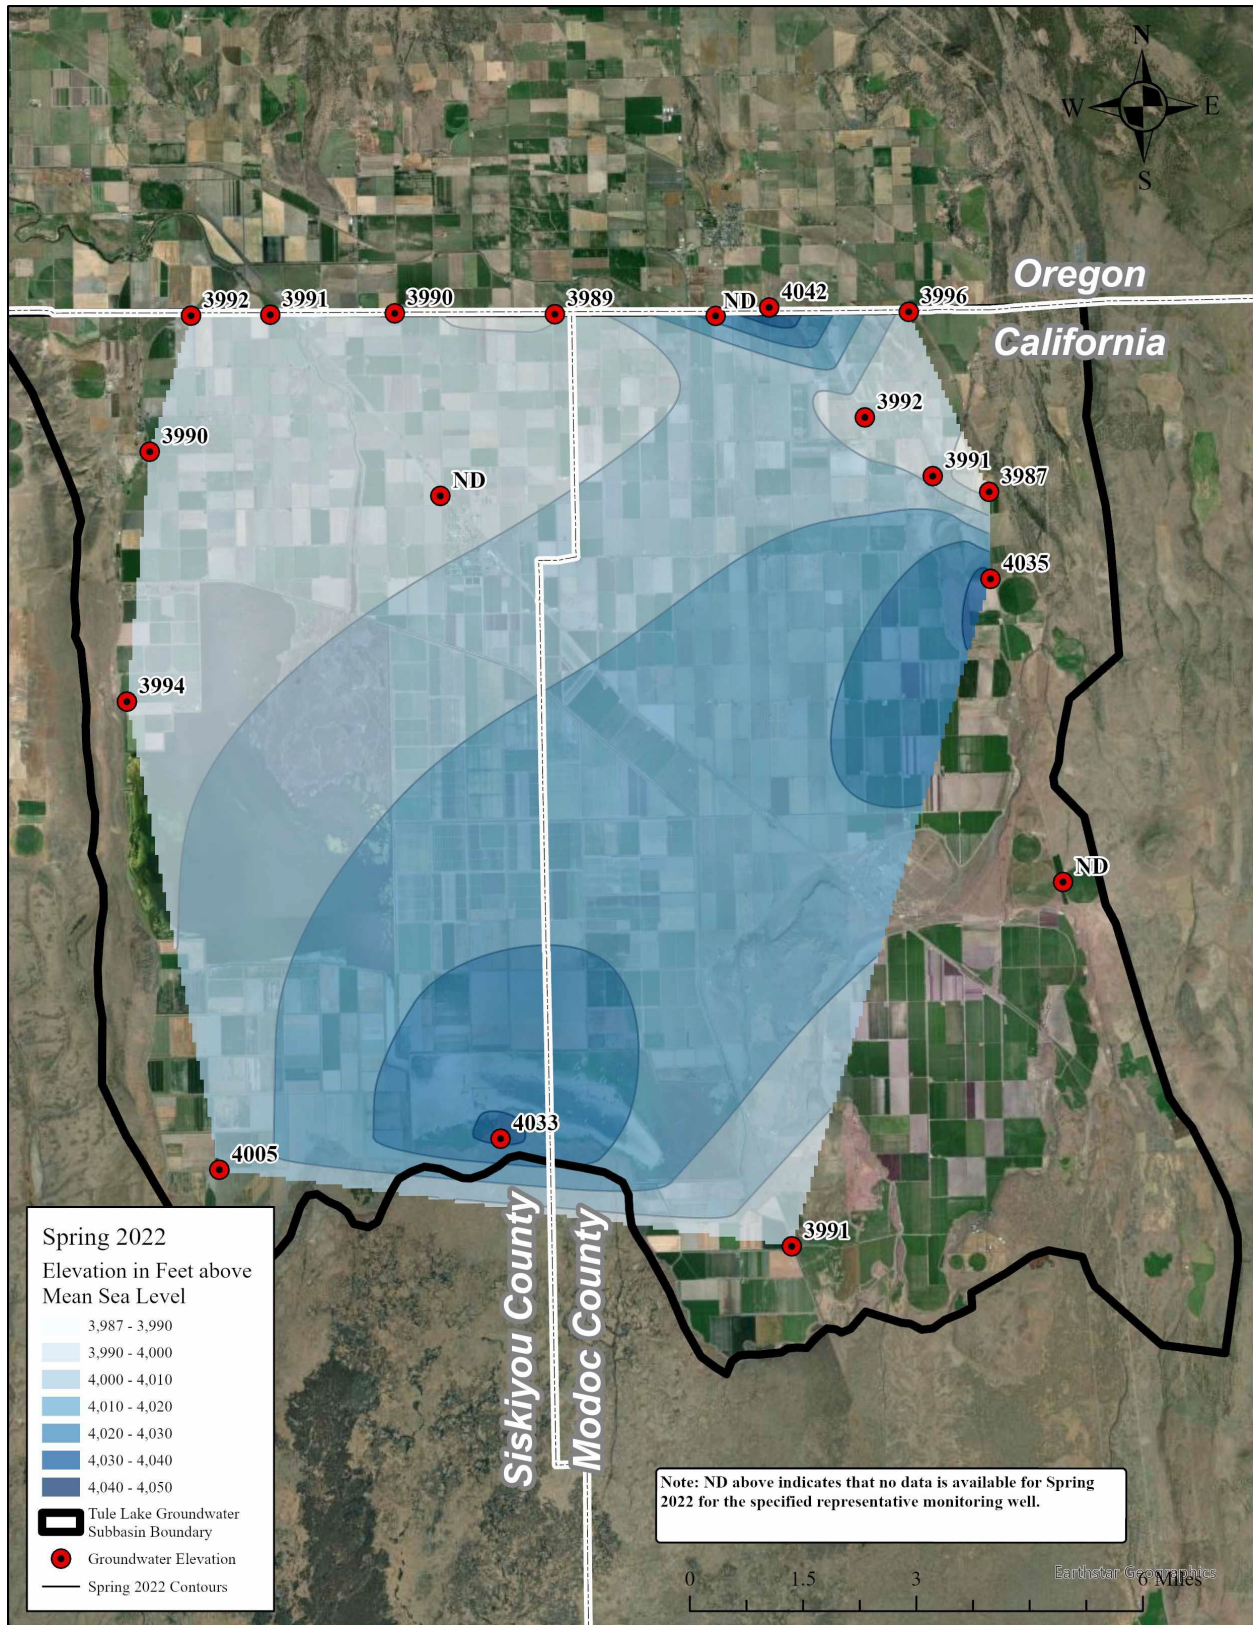 N
W
E
S
Oregon
California
3992
3991
3990
3989
ND
4042
3996
3992
3990
3991
3987
ND
4035
3994
ND
4033
4005
3991
Siskiyou County
Modoc County
Spring 2022
Elevation in Feet above
Mean Sea Level
3,987 - 3,990
3,990 - 4,000
4,000 - 4,010
4,010 - 4,020
4,020 - 4,030
4,030 - 4,040
4,040 - 4,050
Tule Lake Groundwater
Subbasin Boundary
Groundwater Elevation
Spring 2022 Contours
Note: ND above indicates that no data is available for Spring
2022 for the specified representative monitoring well.
Earthstar Geographics
0 1.5 3 6 Miles